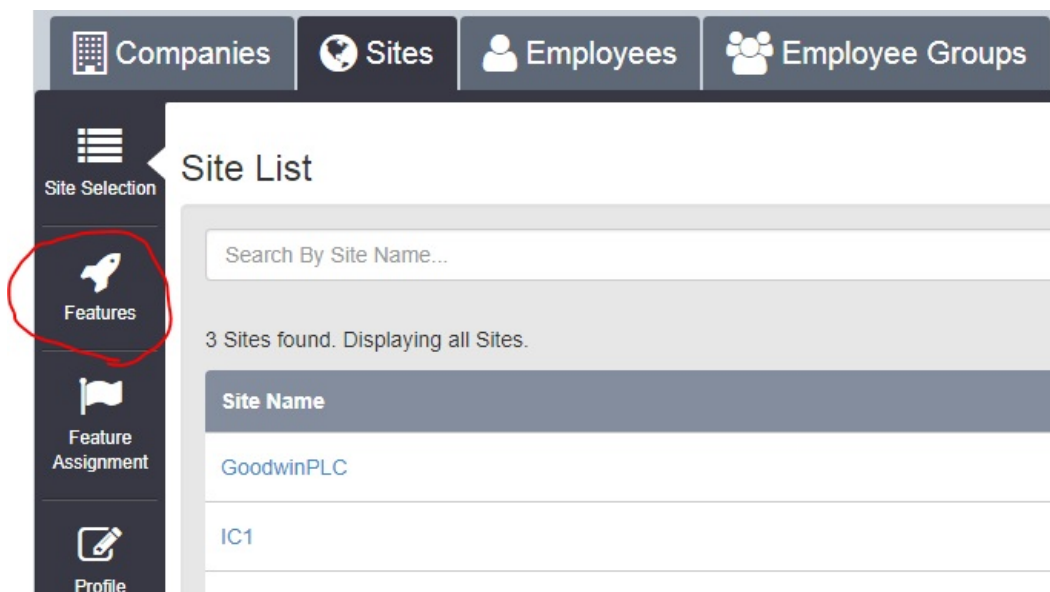 Companies
Sites
Employees
Employee Groups
Site Selection
Features
Feature
Assignment
Profile
Site List
Search By Site Name...
3 Sites found. Displaying all Sites.
Site Name
GoodwinPLC
IC1